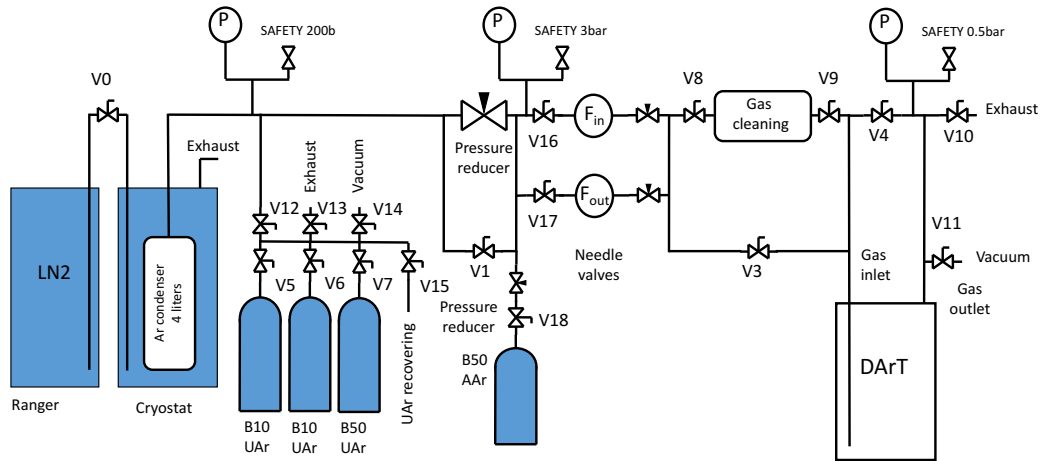 P
SAFETY 200b
P
SAFETY 3bar
P
SAFETY 0.5bar
V0
V8
Gas
cleaning
V9
F in
V16
V4
V10
Exhaust
Pressure
reducer
Exhaust
Exhaust
Vacuum
V12
V13
V14
F out
V17
V11
LN2
Ar condenser
4 liters
V5
V6
V7
V15
V1
Needle
valves
V3
Gas
inlet
Vacuum
Gas
outlet
Pressure
reducer
V18
UAr recovering
B50
AAr
DArT
Ranger
Cryostat
B10
UAr
B10
UAr
B50
UAr